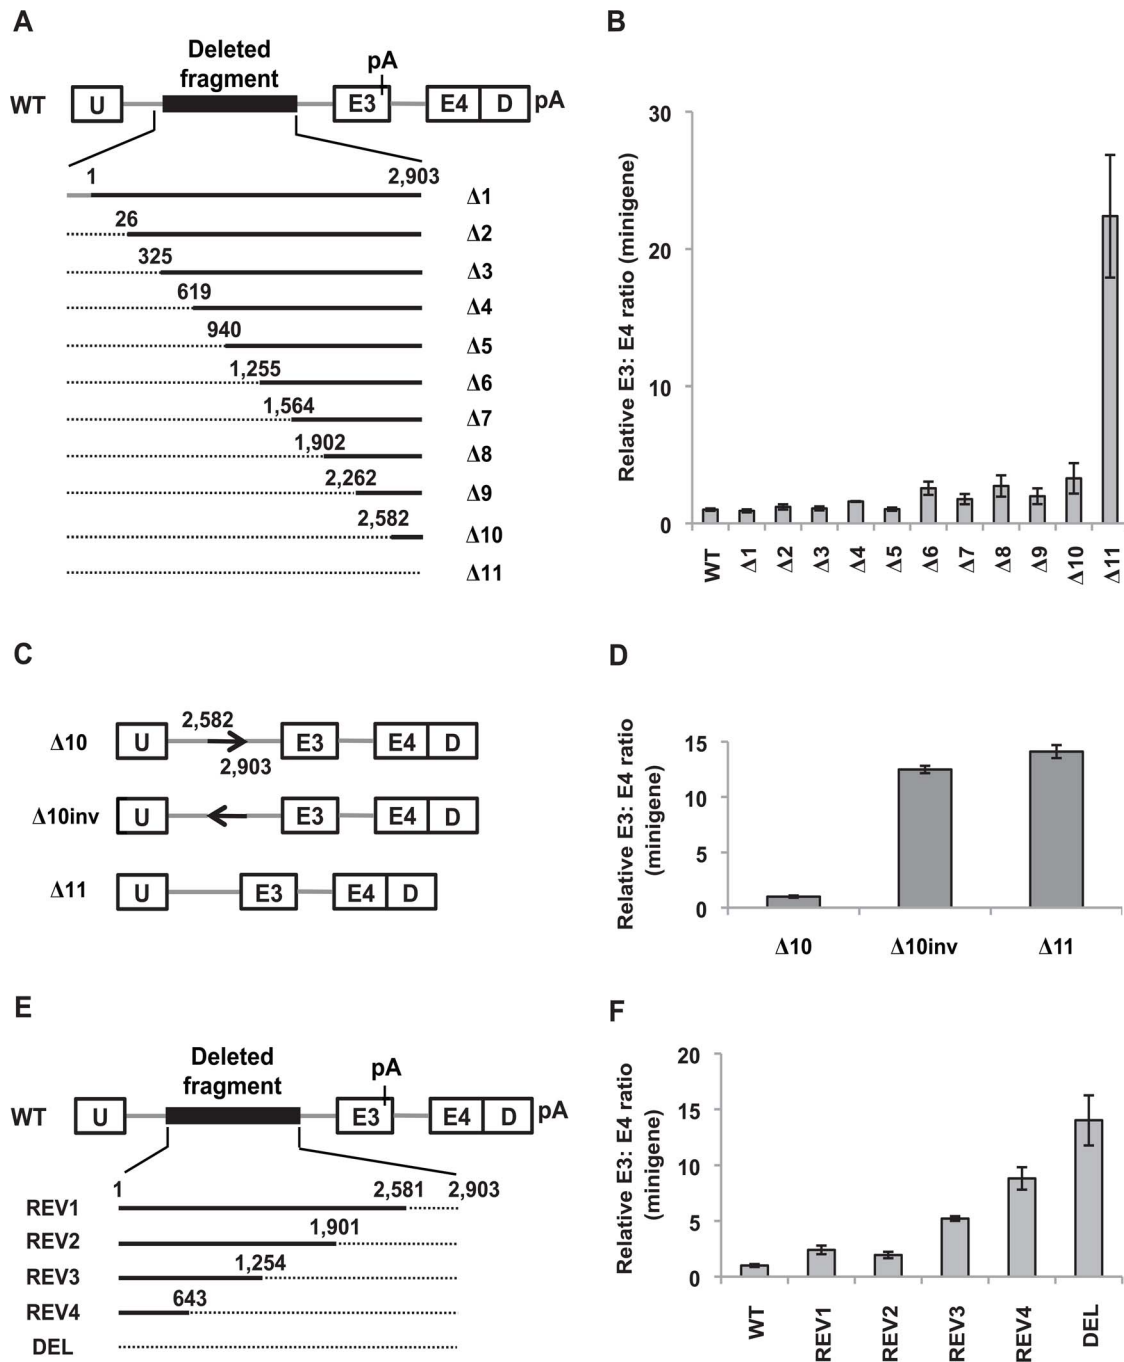 A
Deleted
fragment
pA
WT U E3 E4 D pA
1 2,903
Δ1
26
Δ2
325
Δ3
619
Δ4
940
Δ5
1,255
Δ6
1,564
Δ7
1,902
Δ8
2,262
Δ9
2,582
Δ10
Δ11
B
Relative E3: E4 ratio (minigene)
30
20
10
0
WT Δ1 Δ2 Δ3 Δ4 Δ5 Δ6 Δ7 Δ8 Δ9 Δ10 Δ11
C
2,582
Δ10 U E3 E4 D
2,903
Δ10inv U E3 E4 D
Δ11 U E3 E4 D
D
Relative E3: E4 ratio
(minigene)
15
10
5
0
Δ10 Δ10inv Δ11
E
Deleted
fragment
pA
WT U E3 E4 D pA
1 2,581 2,903
REV1
1,901
REV2
1,254
REV3
643
REV4
DEL
F
Relative E3: E4 ratio
(minigene)
20
15
10
5
0
WT REV1 REV2 REV3 REV4 DEL